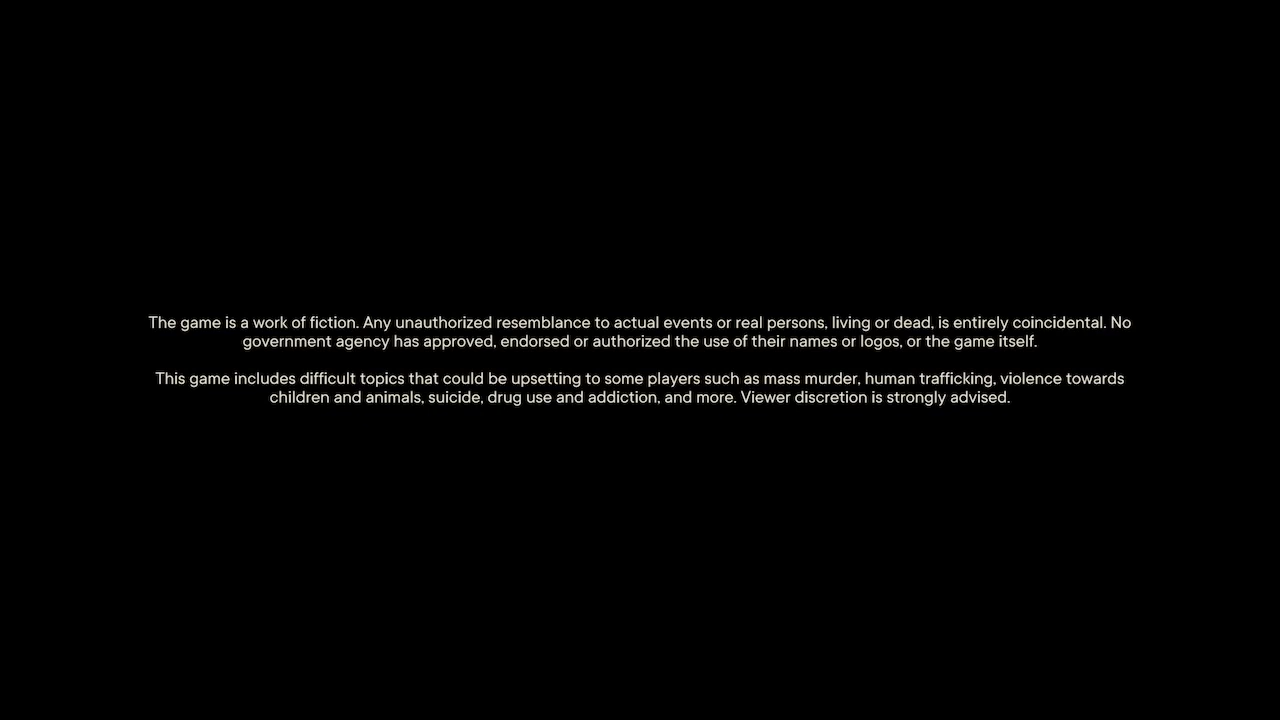 The game is a work of fiction. Any unauthorized resemblance to actual events or real persons, living or dead, is entirely coincidental. No
government agency has approved, endorsed or authorized the use of their names or logos, or the game itself.
This game includes difficult topics that could be upsetting to some players such as mass murder, human trafficking, violence towards
children and animals, suicide, drug use and addiction, and more. Viewer discretion is strongly advised.